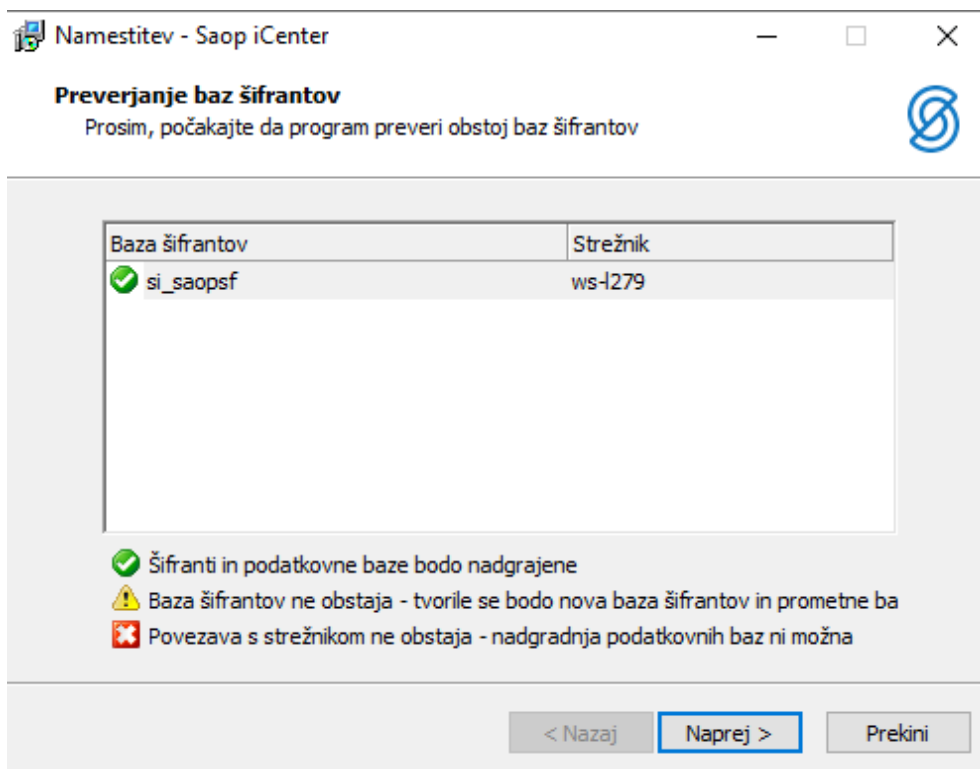 Namestitev - Saop iCenter
Preverjanje baz šifrantov
Prosim, počakajte da program preveri obstoj baz šifrantov
Baza šifrantov Strežnik
si_saopsf ws-l279
Šifranti in podatkovne baze bodo nadgrajene
Baza šifrantov ne obstaja - tvorile se bodo nova baza šifrantov in prometne ba
Povezava s strežnikom ne obstaja - nadgradnja podatkovnih baz ni možna
< Nazaj Naprej > Prekini